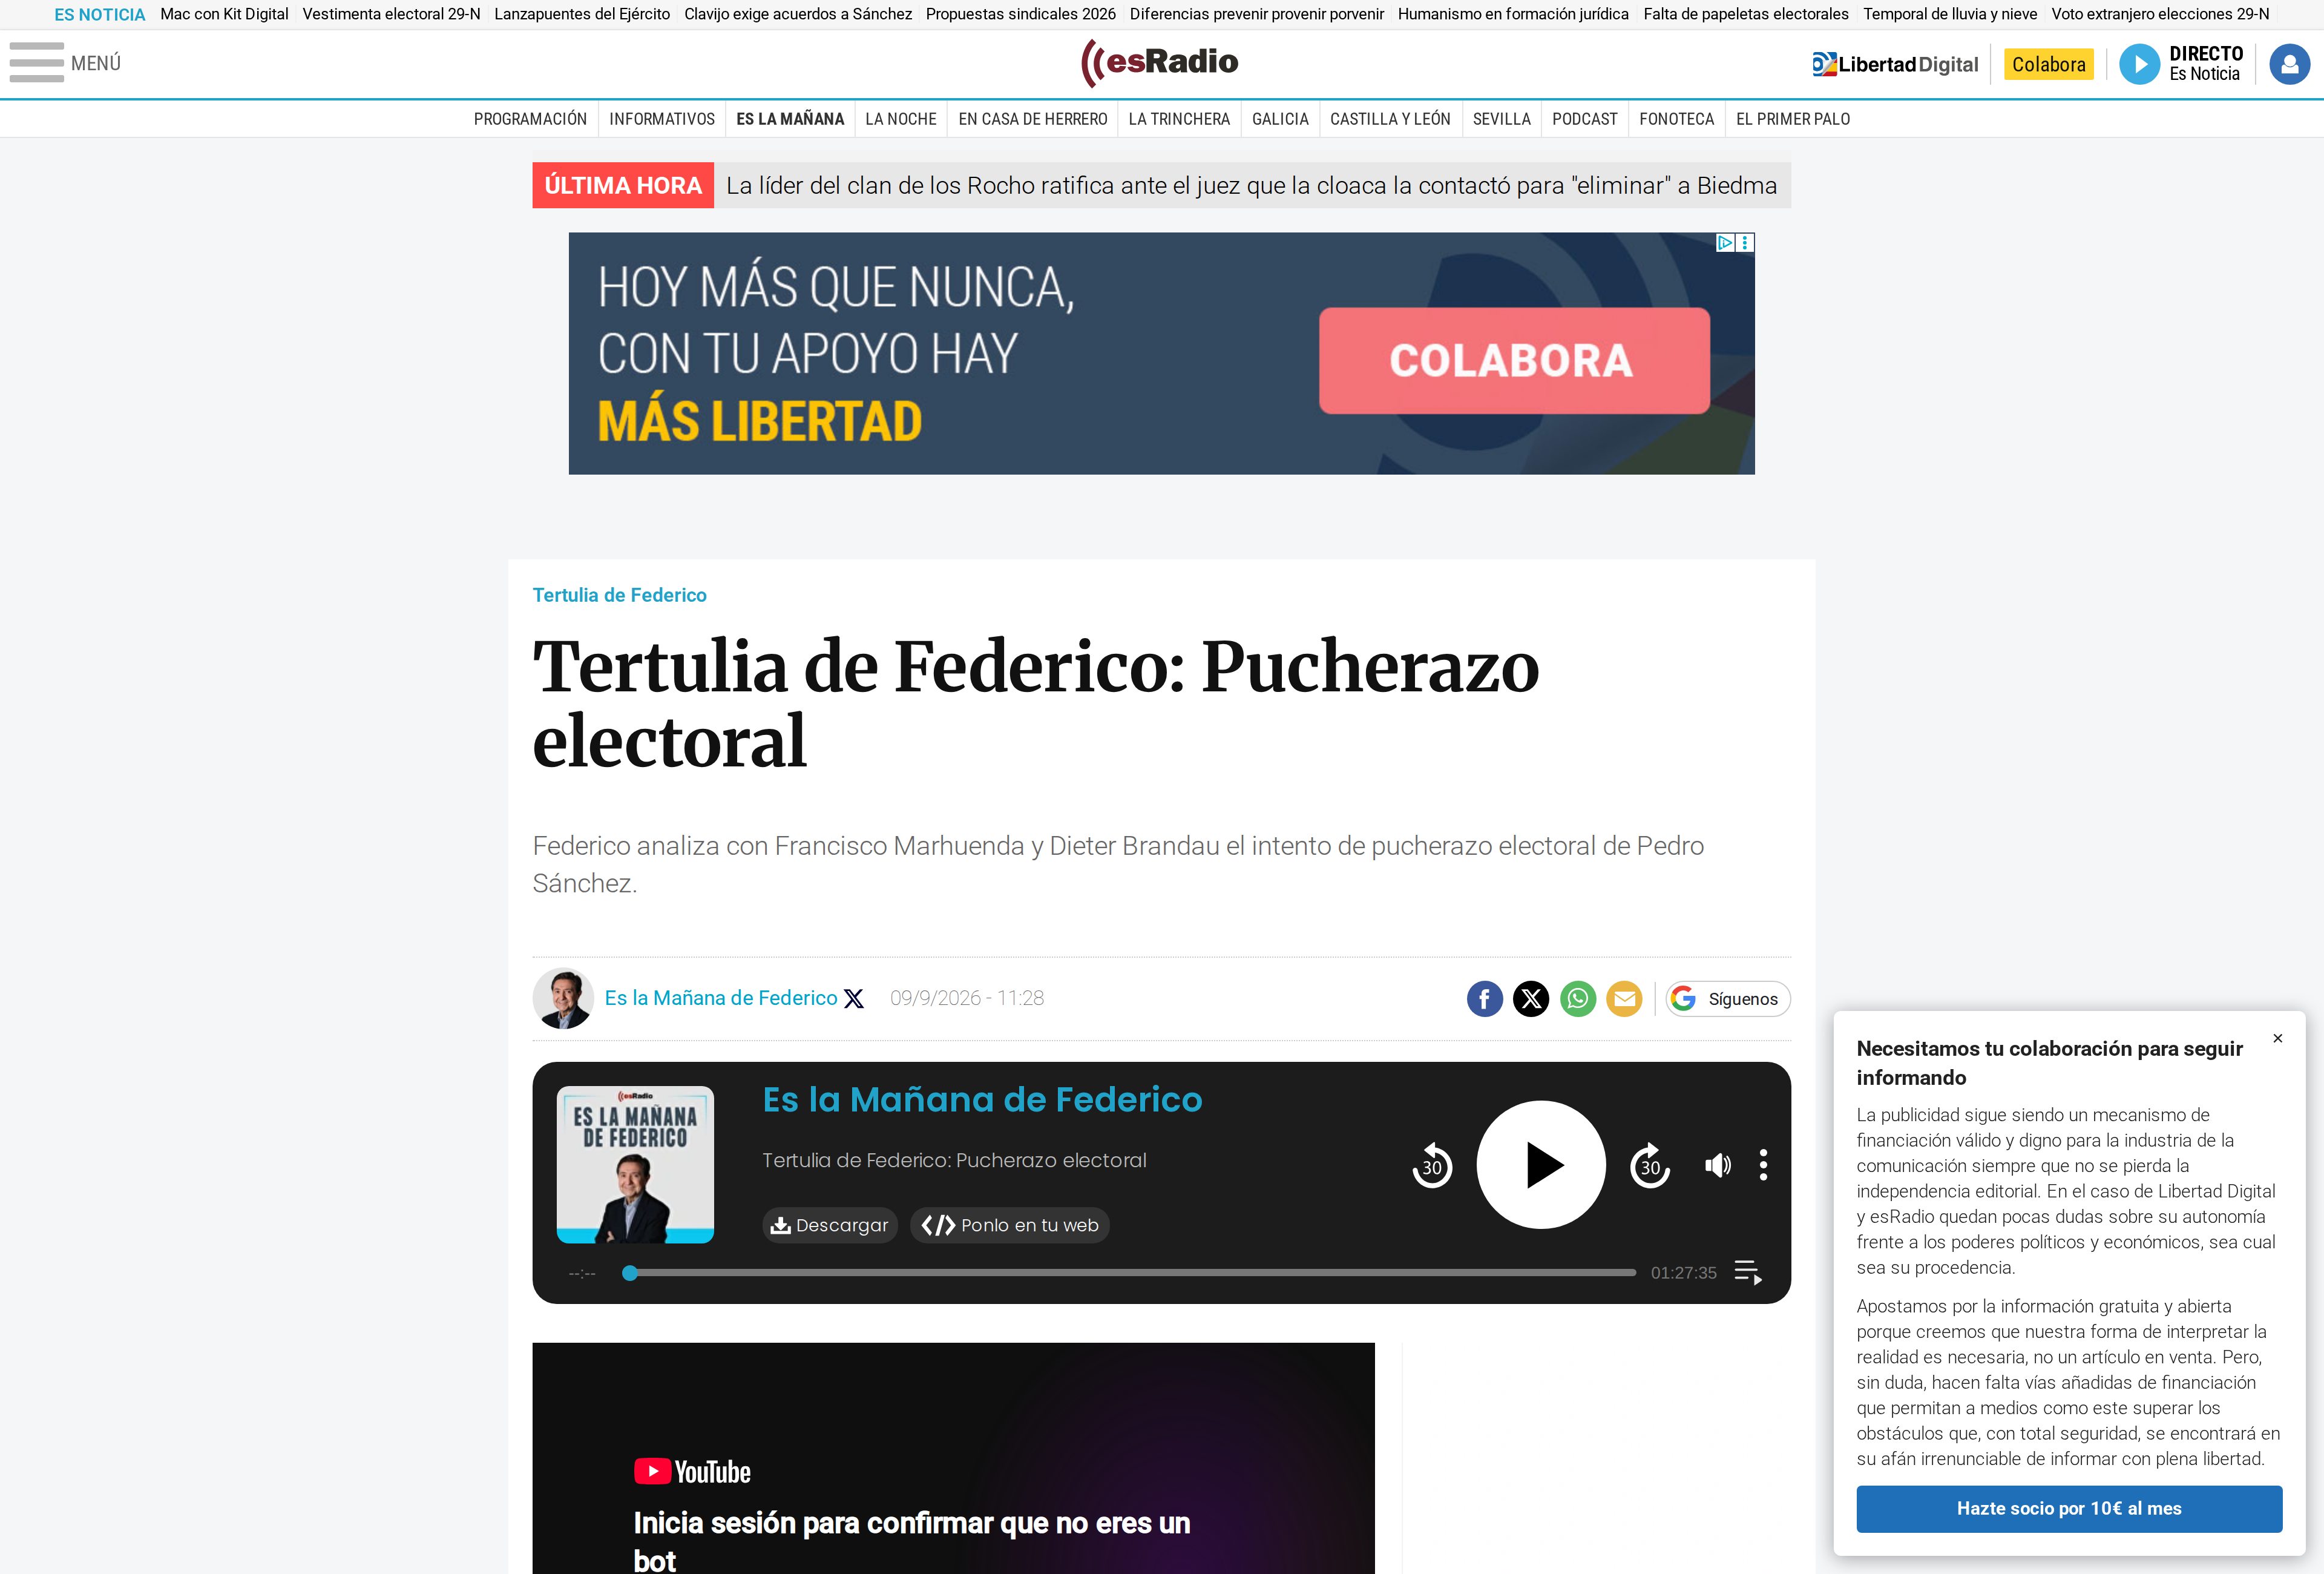 ES NOTICIA Mac con Kit Digital Vestimenta electoral 29-N Lanzapuentes del Ejército Clavijo exige acuerdos a Sánchez Propuestas sindicales 2026 Diferencias prevenir provenir porvenir Humanismo en formación jurídica Falta de papeletas electorales Temporal de lluvia y nieve Voto extranjero elecciones 29-N
MENÚ
esRadio
Libertad Digital
Colabora
DIRECTO
Es Noticia
PROGRAMACIÓN INFORMATIVOS ES LA MAÑANA LA NOCHE EN CASA DE HERRERO LA TRINCHERA GALICIA CASTILLA Y LEÓN SEVILLA PODCAST FONOTECA EL PRIMER PALO
ÚLTIMA HORA La líder del clan de los Rocho ratifica ante el juez que la cloaca la contactó para "eliminar" a Biedma
HOY MÁS QUE NUNCA,
CON TU APOYO HAY
MÁS LIBERTAD
COLABORA
Tertulia de Federico
Tertulia de Federico: Pucherazo
electoral
Federico analiza con Francisco Marhuenda y Dieter Brandau el intento de pucherazo electoral de Pedro
Sánchez.
Es la Mañana de Federico 09/9/2026 - 11:28
Síguenos
esRadio
ES LA MAÑANA
DE FEDERICO
Es la Mañana de Federico
Tertulia de Federico: Pucherazo electoral
Descargar Ponlo en tu web
30 30
--:-- 01:27:35
YouTube
Inicia sesión para confirmar que no eres un
bot
×
Necesitamos tu colaboración para seguir
informando
La publicidad sigue siendo un mecanismo de
financiación válido y digno para la industria de la
comunicación siempre que no se pierda la
independencia editorial. En el caso de Libertad Digital
y esRadio quedan pocas dudas sobre su autonomía
frente a los poderes políticos y económicos, sea cual
sea su procedencia.
Apostamos por la información gratuita y abierta
porque creemos que nuestra forma de interpretar la
realidad es necesaria, no un artículo en venta. Pero,
sin duda, hacen falta vías añadidas de financiación
que permitan a medios como este superar los
obstáculos que, con total seguridad, se encontrará en
su afán irrenunciable de informar con plena libertad.
Hazte socio por 10€ al mes